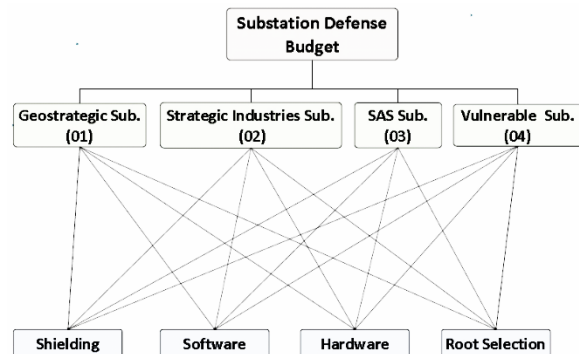 Substation Defense
Budget
Geostrategic Sub.
(01)
Strategic Industries Sub.
(02)
SAS Sub.
(03)
Vulnerable Sub.
(04)
Shielding
Software
Hardware
Root Selection